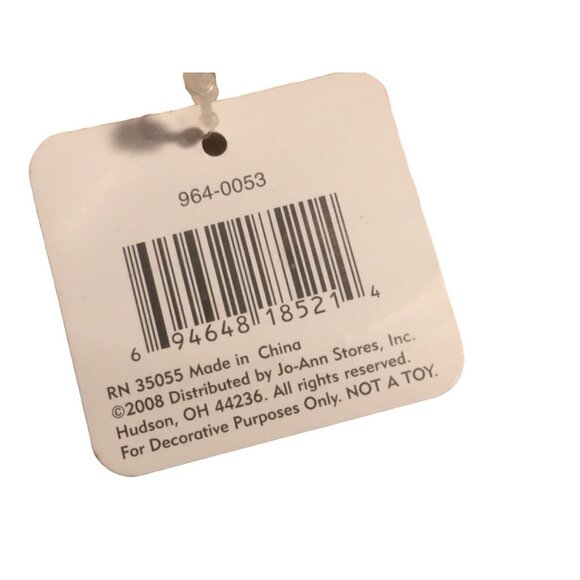 964-0053
6 94648 18521 4
RN 35055 Made in China
©2008 Distributed by Jo-Ann Stores, Inc.
Hudson, OH 44236. All rights reserved.
For Decorative Purposes Only. NOT A TOY.